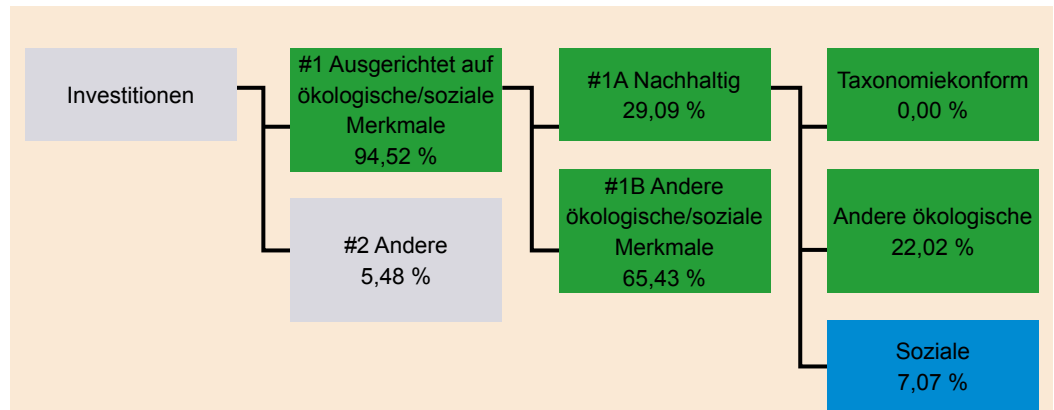 Investitionen
#1 Ausgerichtet auf
ökologische/soziale
Merkmale
94,52 %
#2 Andere
5,48 %
#1A Nachhaltig
29,09 %
#1B Andere
ökologische/soziale
Merkmale
65,43 %
Taxonomiekonform
0,00 %
Andere ökologische
22,02 %
Soziale
7,07 %